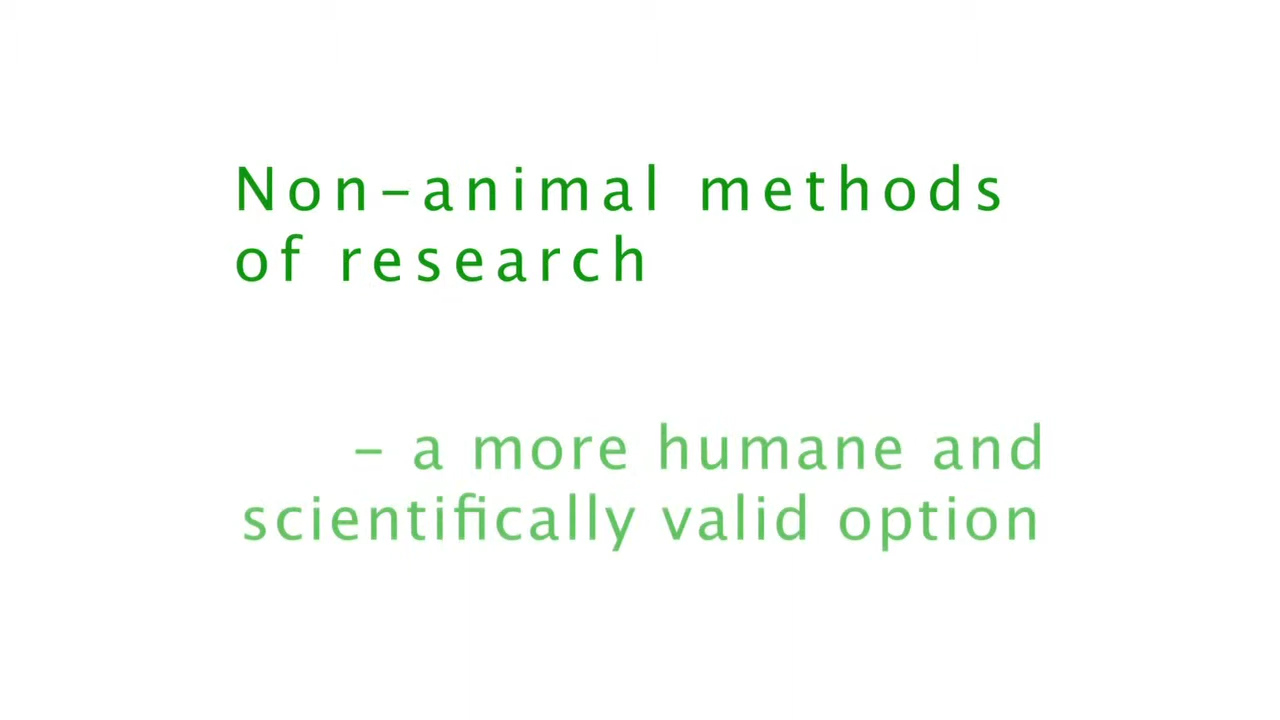 Non-animal methods
of research
- a more humane and
scientifically valid option